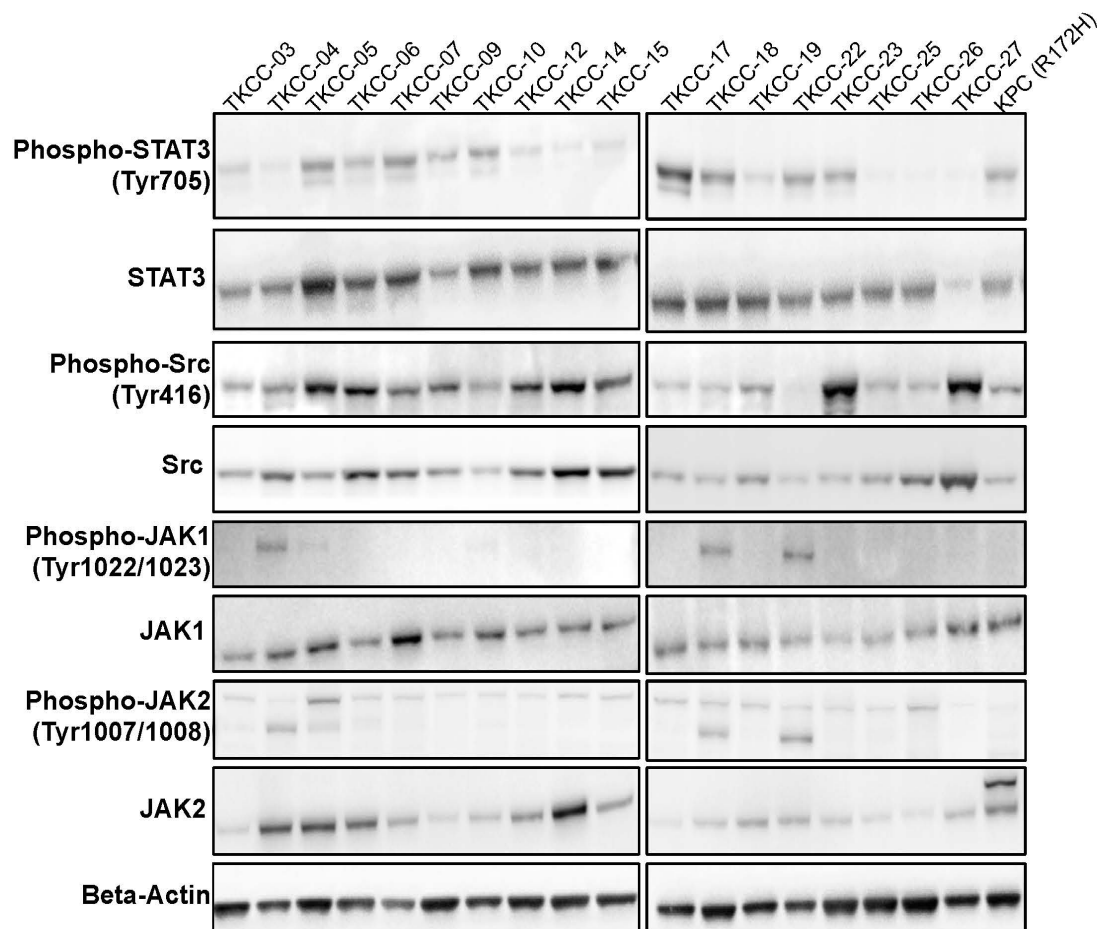 TKCC-03
TKCC-04
TKCC-05
TKCC-06
TKCC-07
TKCC-09
TKCC-10
TKCC-12
TKCC-14
TKCC-15
TKCC-17
TKCC-18
TKCC-19
TKCC-22
TKCC-23
TKCC-25
TKCC-26
TKCC-27
KPC (R172H)
Phospho-STAT3
(Tyr705)
STAT3
Phospho-Src
(Tyr416)
Src
Phospho-JAK1
(Tyr1022/1023)
JAK1
Phospho-JAK2
(Tyr1007/1008)
JAK2
Beta-Actin